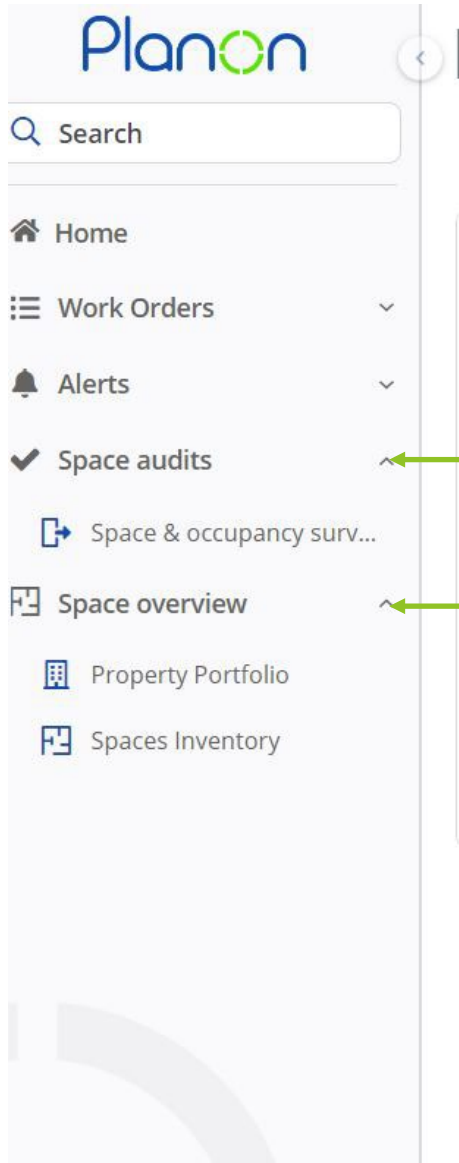 Planon
Search
Home
Work Orders
Alerts
Space audits
Space & occupancy surv...
Space overview
Property Portfolio
Spaces Inventory